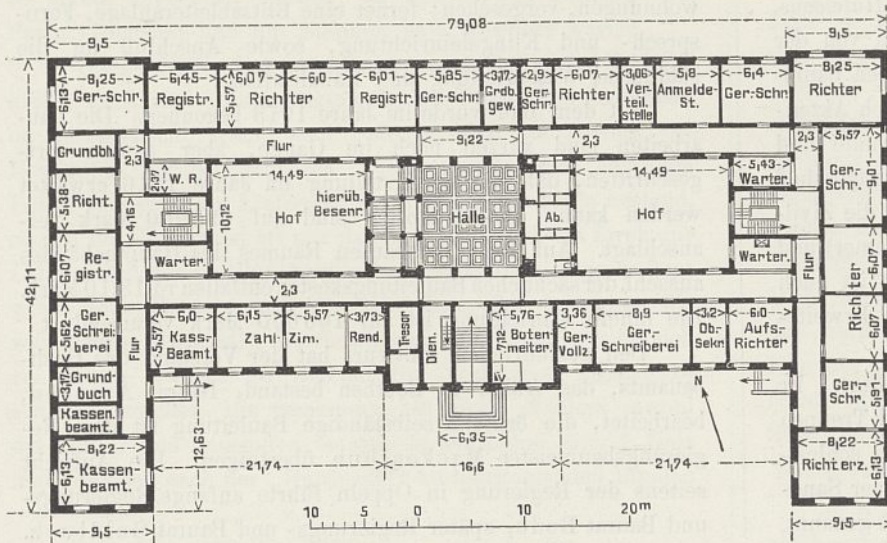 79,08
9,5
9,5
8,25
6,45
6,07
6,0
6,01
5,85
3,17
2,9
6,07
3,06
5,8
6,4
8,25
6,13
Ger.-Schr.
Registr.
5,57
Richter
Registr.
Ger-Schr.
Grdb.
gew.
Ger-
Schr.
Richter
Ver-
teil.
stelle
Anmelde-
St.
Ger-Schr.
Richter
Flur
9,22
2,3
2,3
5,57
Grundbh.
2,3
W. R.
2,37
14,49
hierüb.
Besenr.
Halle
14,49
5,43
Warter.
Ger-
Schr.
9,01
Richt.
5,38
4,16
10,12
Hof
Ab.
Hof
Re-
gistr.
6,07
Warter.
Warter.
Flur
6,07
Richter
6,07
42,11
2,3
Ger.
Schrei-
berei
5,62
Flur
5,57
6,0
6,15
5,57
3,73
Kass.-
Beamt.
Zahl-
Zim.
Rend.
Tresor
Dien.
5,76
7,12
Boten-
meiter.
3,36
8,9
3,2
6,0
Ger-
Vollz.
Ger-
Schreiberei
Ob.-
Sekr.
Aufs.-
Richter
Grund-
buch
3,17
Kassen-
beamt.
Ger-
Schr.
5,91
N
8,22
6,13
Kassen-
beamt.
12,63
6,35
8,22
Richterz.
6,13
21,74
16,6
21,74
9,5
9,5
10
5
0
10
20m